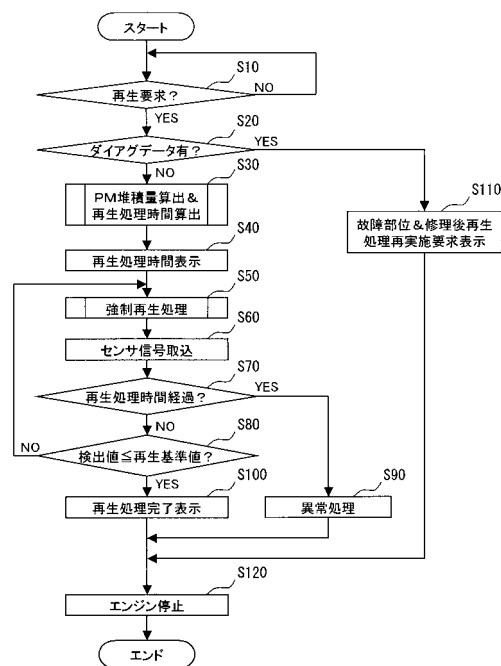 スタート
S10
再生要求?
NO
YES
S20
ダイアグデータ有?
YES
NO
S30
PM堆積量算出&
再生処理時間算出
S110
故障部位&修理後再生
処理再実施要求表示
S40
再生処理時間表示
S50
強制再生処理
S60
センサ信号取込
S70
再生処理時間経過?
YES
NO
S80
検出値≦再生基準値?
NO
YES
S100
再生処理完了表示
S90
異常処理
S120
エンジン停止
エンド